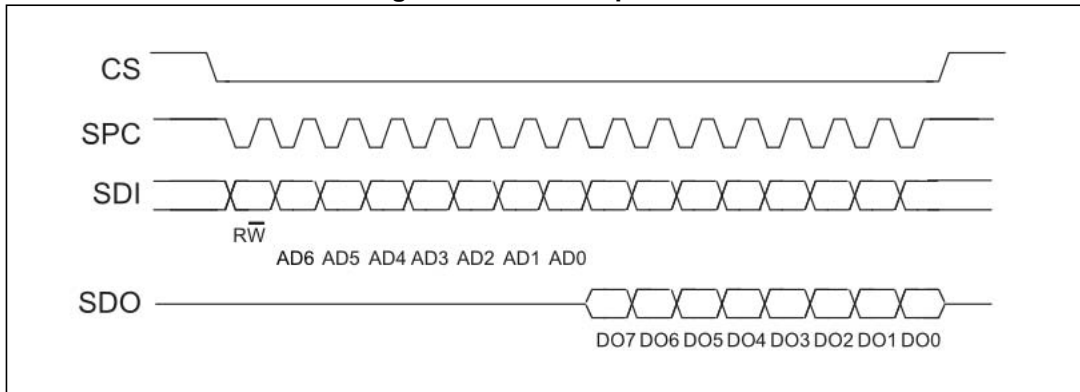 CS
SPC
SDI
RW̅
AD6 AD5 AD4 AD3 AD2 AD1 AD0
SDO
DO7 DO6 DO5 DO4 DO3 DO2 DO1 DO0